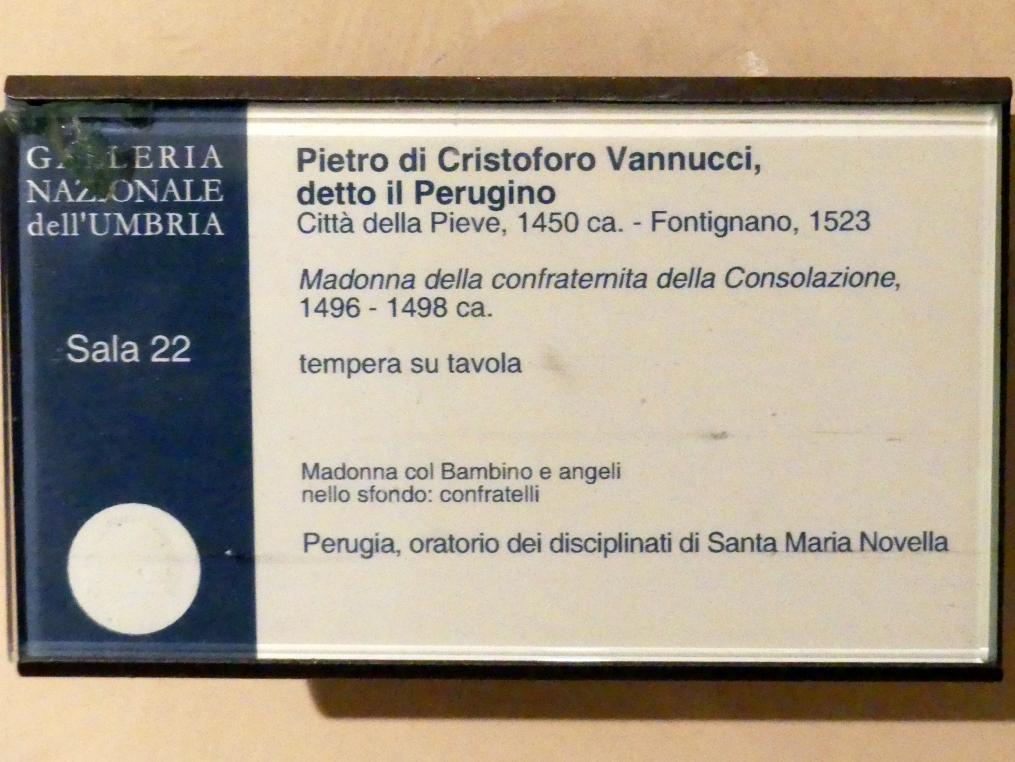 GALLERIA
NAZIONALE
dell'UMBRIA
Sala 22
Pietro di Cristoforo Vannucci,
detto il Perugino
Città della Pieve, 1450 ca. - Fontignano, 1523
Madonna della confraternita della Consolazione,
1496 - 1498 ca.
tempera su tavola
Madonna col Bambino e angeli
nello sfondo: confratelli
Perugia, oratorio dei disciplinati di Santa Maria Novella